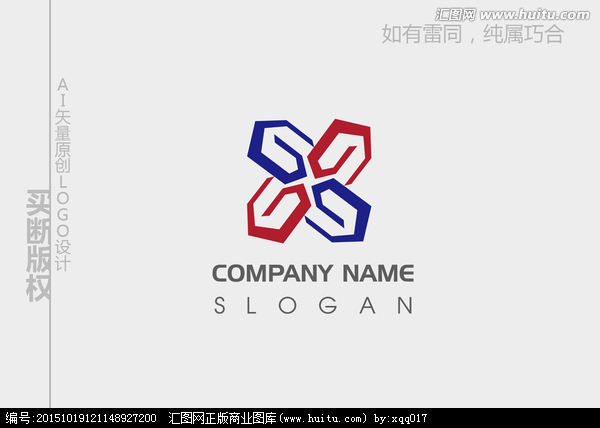 汇图网 www.huitu.com
如有雷同，纯属巧合
AI矢量原创LOGO设计
买断版权
COMPANY NAME
SLOGAN
编号:20151019121148927200 汇图网正版商业图库(www.huitu.com) by:xqq017